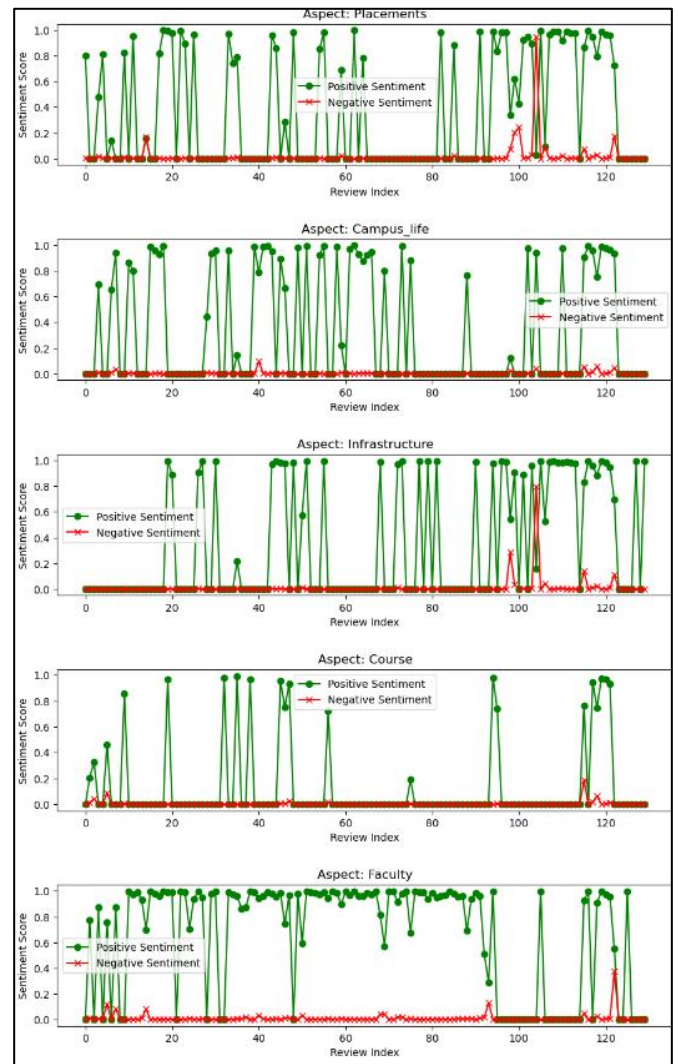 Aspect: Placements
Sentiment Score
1.0
0.8
0.6
0.4
0.2
0.0
Positive Sentiment
Negative Sentiment
0 20 40 60 80 100 120
Review Index
Aspect: Campus_life
Sentiment Score
1.0
0.8
0.6
0.4
0.2
0.0
Positive Sentiment
Negative Sentiment
0 20 40 60 80 100 120
Review Index
Aspect: Infrastructure
Sentiment Score
1.0
0.8
0.6
0.4
0.2
0.0
Positive Sentiment
Negative Sentiment
0 20 40 60 80 100 120
Review Index
Aspect: Course
Sentiment Score
1.0
0.8
0.6
0.4
0.2
0.0
Positive Sentiment
Negative Sentiment
0 20 40 60 80 100 120
Review Index
Aspect: Faculty
Sentiment Score
1.0
0.8
0.6
0.4
0.2
0.0
Positive Sentiment
Negative Sentiment
0 20 40 60 80 100 120
Review Index